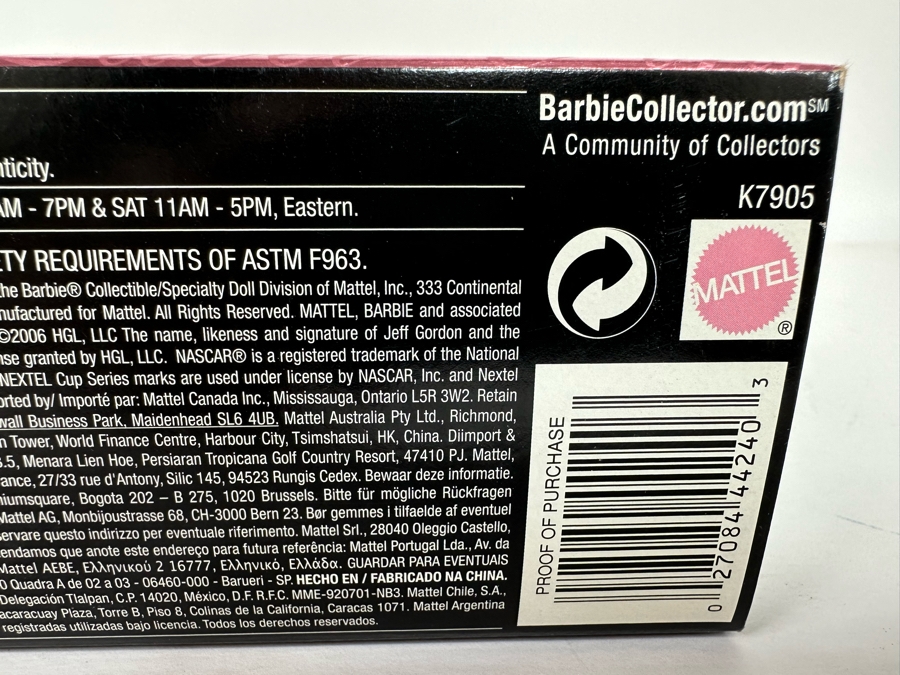 BarbieCollector.com℠
A Community of Collectors
K7905
MATTEL
®
nticity.
AM - 7PM & SAT 11AM - 5PM, Eastern.
ETY REQUIREMENTS OF ASTM F963.
the Barbie® Collectible/Specialty Doll Division of Mattel, Inc., 333 Continental
nufactured for Mattel. All Rights Reserved. MATTEL, BARBIE and associated
©2006 HGL, LLC The name, likeness and signature of Jeff Gordon and the
nse granted by HGL, LLC. NASCAR® is a registered trademark of the National
NEXTEL Cup Series marks are used under license by NASCAR, Inc. and Nextel
orted by/ Importé par: Mattel Canada Inc., Mississauga, Ontario L5R 3W2. Retain
wall Business Park, Maidenhead SL6 4UB. Mattel Australia Pty Ltd., Richmond,
n Tower, World Finance Centre, Harbour City, Tsimshatsui, HK, China. Diimport &
.5, Menara Lien Hoe, Persiaran Tropicana Golf Country Resort, 47410 PJ. Mattel,
rance, 27/33 rue d'Antony, Silic 145, 94523 Rungis Cedex. Bewaar deze informatie.
niumsquare, Bogota 202 – B 275, 1020 Brussels. Bitte für mögliche Rückfragen
Mattel AG, Monbijoustrasse 68, CH-3000 Bern 23. Bør gemmes i tilfælde af eventuel
servare questo indirizzo per eventuale riferimento. Mattel Srl., 28040 Oleggio Castello,
endamos que anote este endereço para futura referência: Mattel Portugal Lda., Av. da
Mattel AEBE, Ελληνικού 2 16777, Ελληνικό, Ελλάδα. GUARDAR PARA EVENTUAIS
0 Quadra A de 02 a 03 - 06460-000 - Barueri - SP. HECHO EN / FABRICADO NA CHINA.
Delegación Tlalpan, C.P. 14020, México, D.F. R.F.C. MME-920701-NB3. Mattel Chile, S.A.,
acaracuay Plaza, Torre B, Piso 8, Colinas de la California, Caracas 1071. Mattel Argentina
registradas utilizadas bajo licencia. Todos los derechos reservados.
PROOF OF PURCHASE
0 27084 44240 3